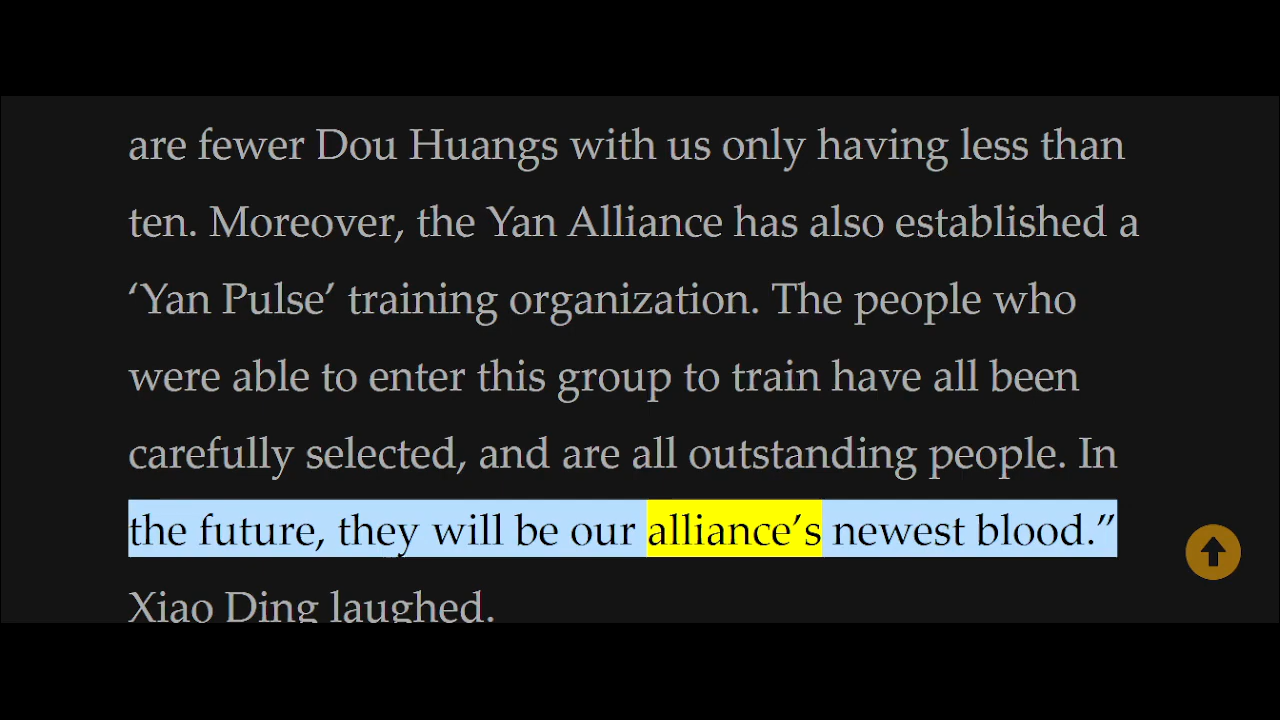 are fewer Dou Huangs with us only having less than
ten. Moreover, the Yan Alliance has also established a
‘Yan Pulse’ training organization. The people who
were able to enter this group to train have all been
carefully selected, and are all outstanding people. In
the future, they will be our alliance’s newest blood.”
Xiao Ding laughed.